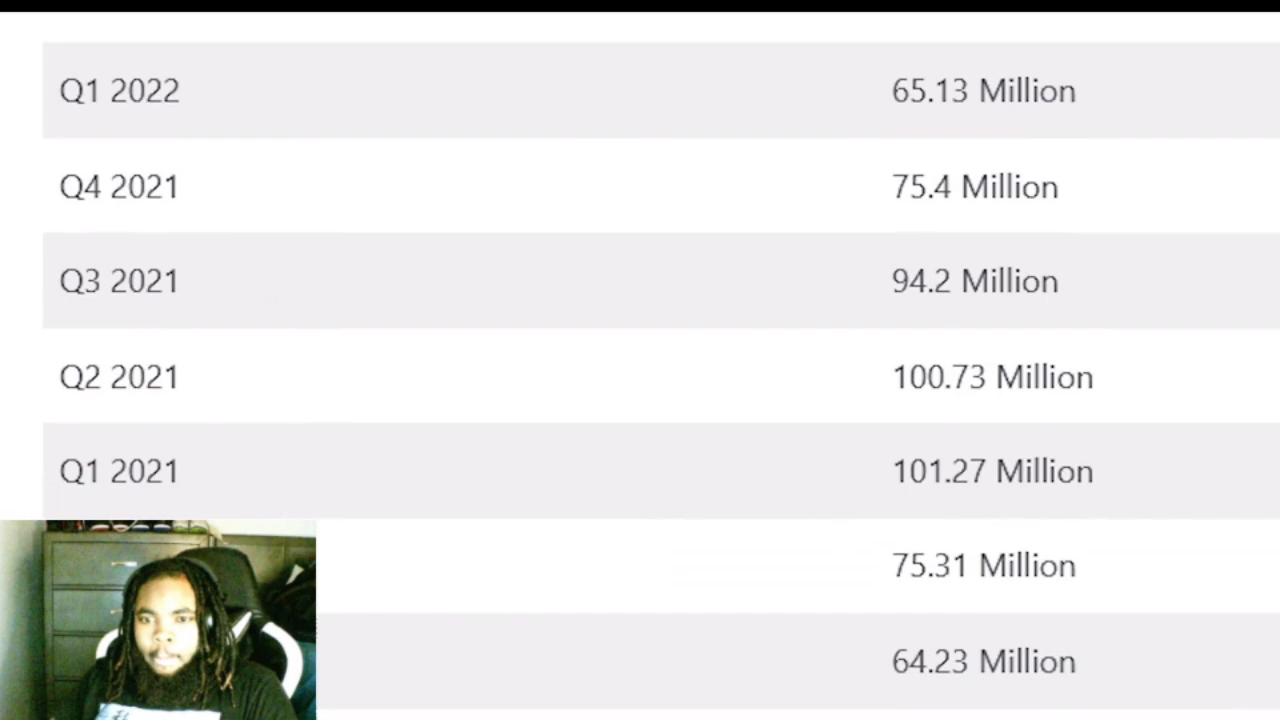 Q1 2022 65.13 Million
Q4 2021 75.4 Million
Q3 2021 94.2 Million
Q2 2021 100.73 Million
Q1 2021 101.27 Million
75.31 Million
64.23 Million